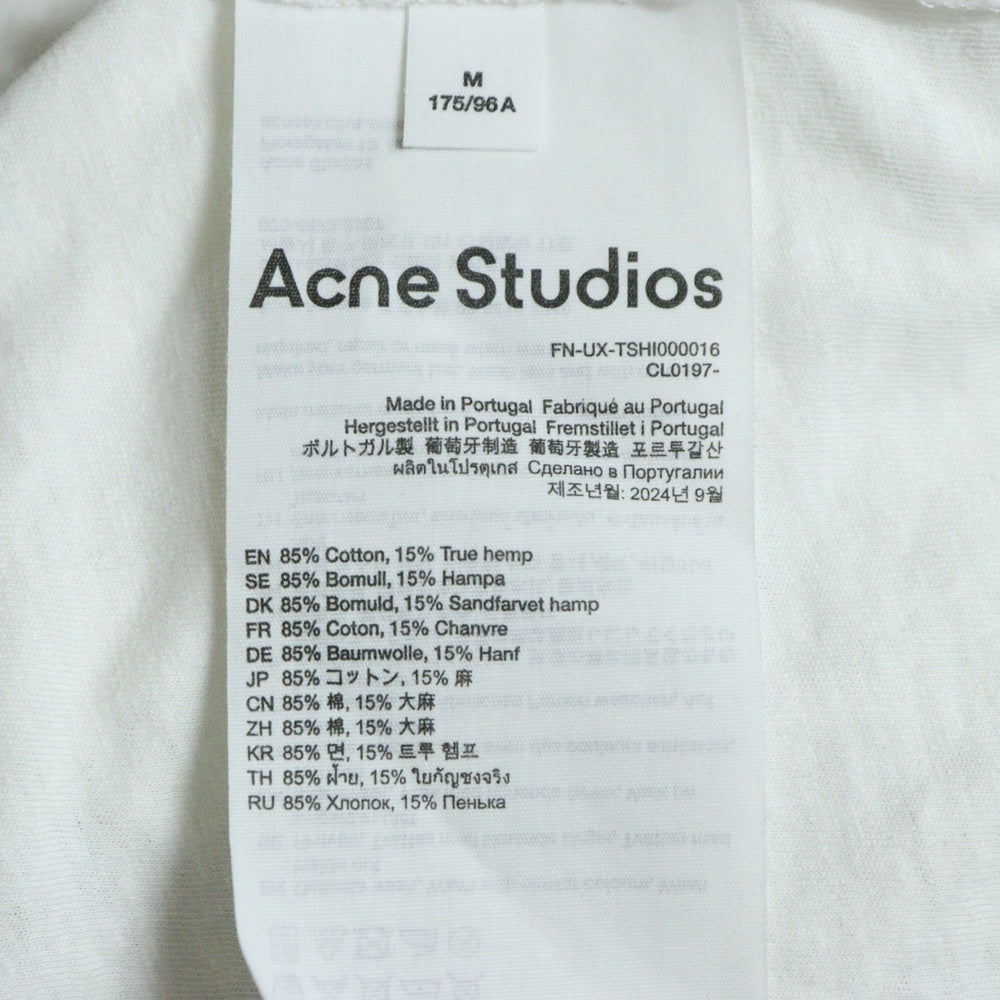 M
175/96A
Acne Studios
FN-UX-TSHI000016
CL0197-
Made in Portugal Fabriqué au Portugal
Hergestellt in Portugal Fremstillet i Portugal
ポルトガル製 葡萄牙制造 葡萄牙製造 포르투갈산
ผลิตในโปรตุเกส Сделано в Португалии
제조년월: 2024년 9월
EN 85% Cotton, 15% True hemp
SE 85% Bomull, 15% Hampa
DK 85% Bomuld, 15% Sandfarvet hamp
FR 85% Coton, 15% Chanvre
DE 85% Baumwolle, 15% Hanf
JP 85% コットン, 15% 麻
CN 85% 棉, 15% 大麻
ZH 85% 棉, 15% 大麻
KR 85% 면, 15% 트루 헴프
TH 85% ฝ้าย, 15% ใยกัญชงจริง
RU 85% Хлопок, 15% Пенька